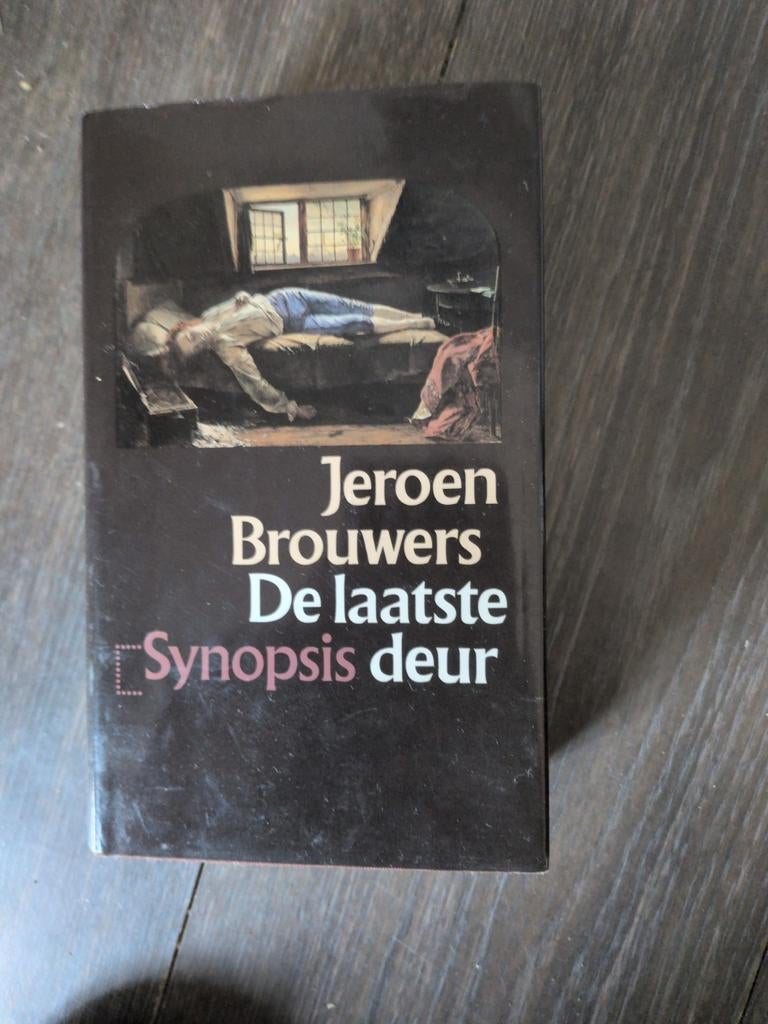 Jeroen
Brouwers
De laatste
Synopsis deur